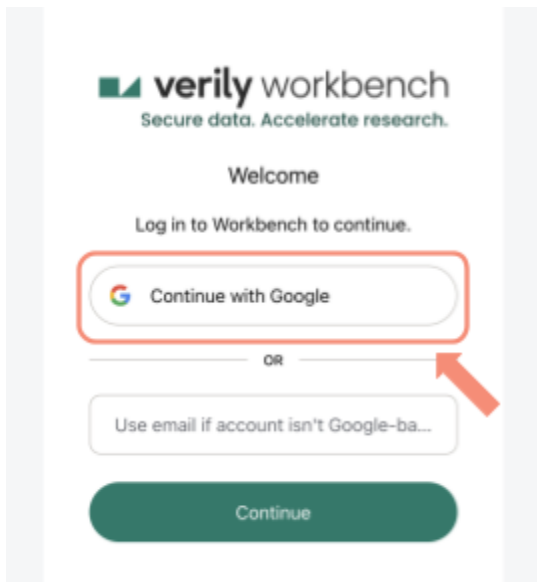 verily workbench
Secure data. Accelerate research.
Welcome
Log in to Workbench to continue.
Continue with Google
OR
Use email if account isn't Google-ba...
Continue